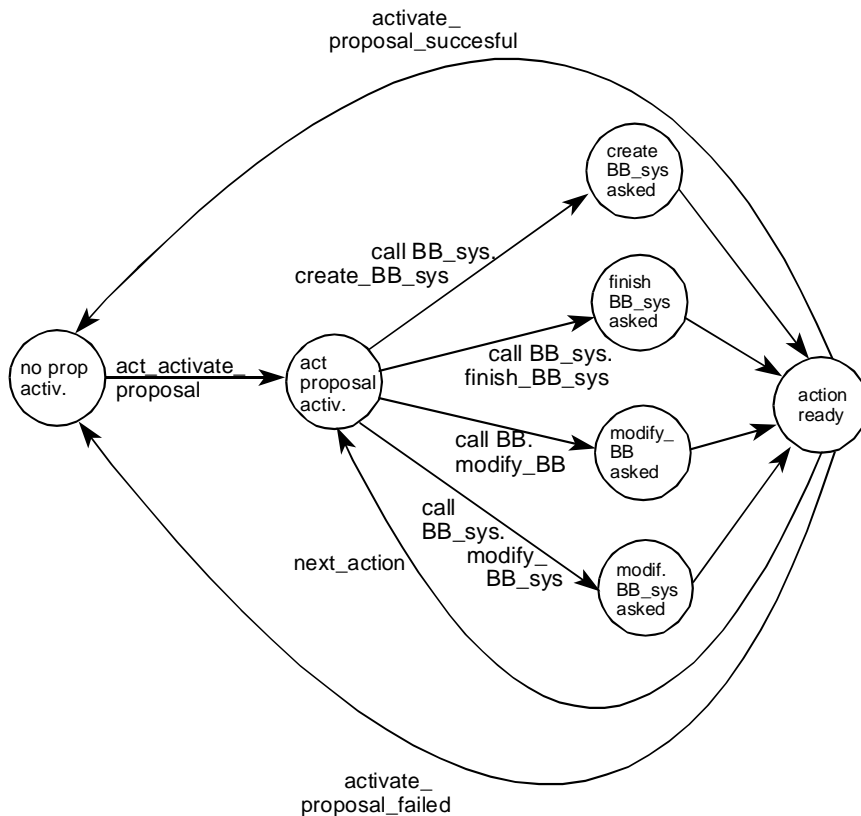 activate_
proposal_succesful
create
BB_sys
asked
call BB_sys.
create_BB_sys
finish
BB_sys
asked
no prop
activ.
act_activate_
proposal
act
proposal
activ.
call BB_sys.
finish_BB_sys
action
ready
call BB.
modify_BB
modify_
BB
asked
call
BB_sys.
modify_
BB_sys
next_action
modif.
BB_sys
asked
activate_
proposal_failed